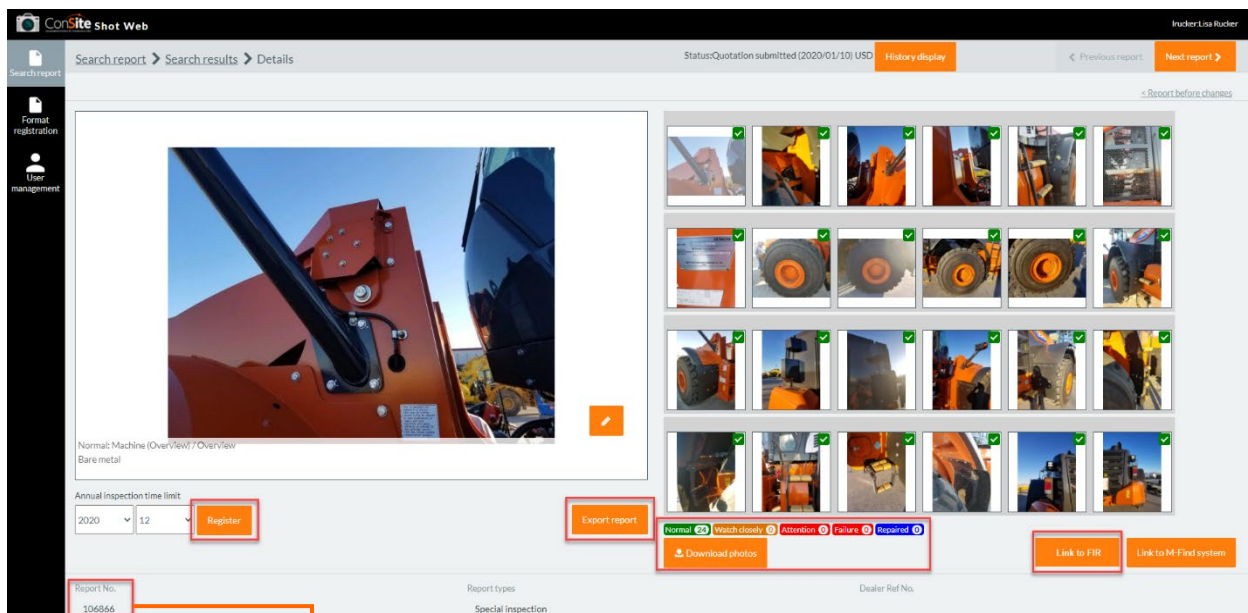 ConSite Shot Web
lrucker:Lisa Rucker
Search report
Format
registration
User
management
Search report ❯ Search results ❯ Details
Status:Quotation submitted (2020/01/10) USD
History display
❮ Previous report
Next report ❯
< Report before changes
Normal: Machine (Overview) / Overview
Bare metal
Annual inspection time limit
2020
12
Register
Export report
Normal 24 Watch closely 0 Attention 0 Failure 0 Repaired 0
Download photos
Link to FIR
Link to M-Find system
Report No.
Report types
Dealer Ref No.
106866
Special inspection